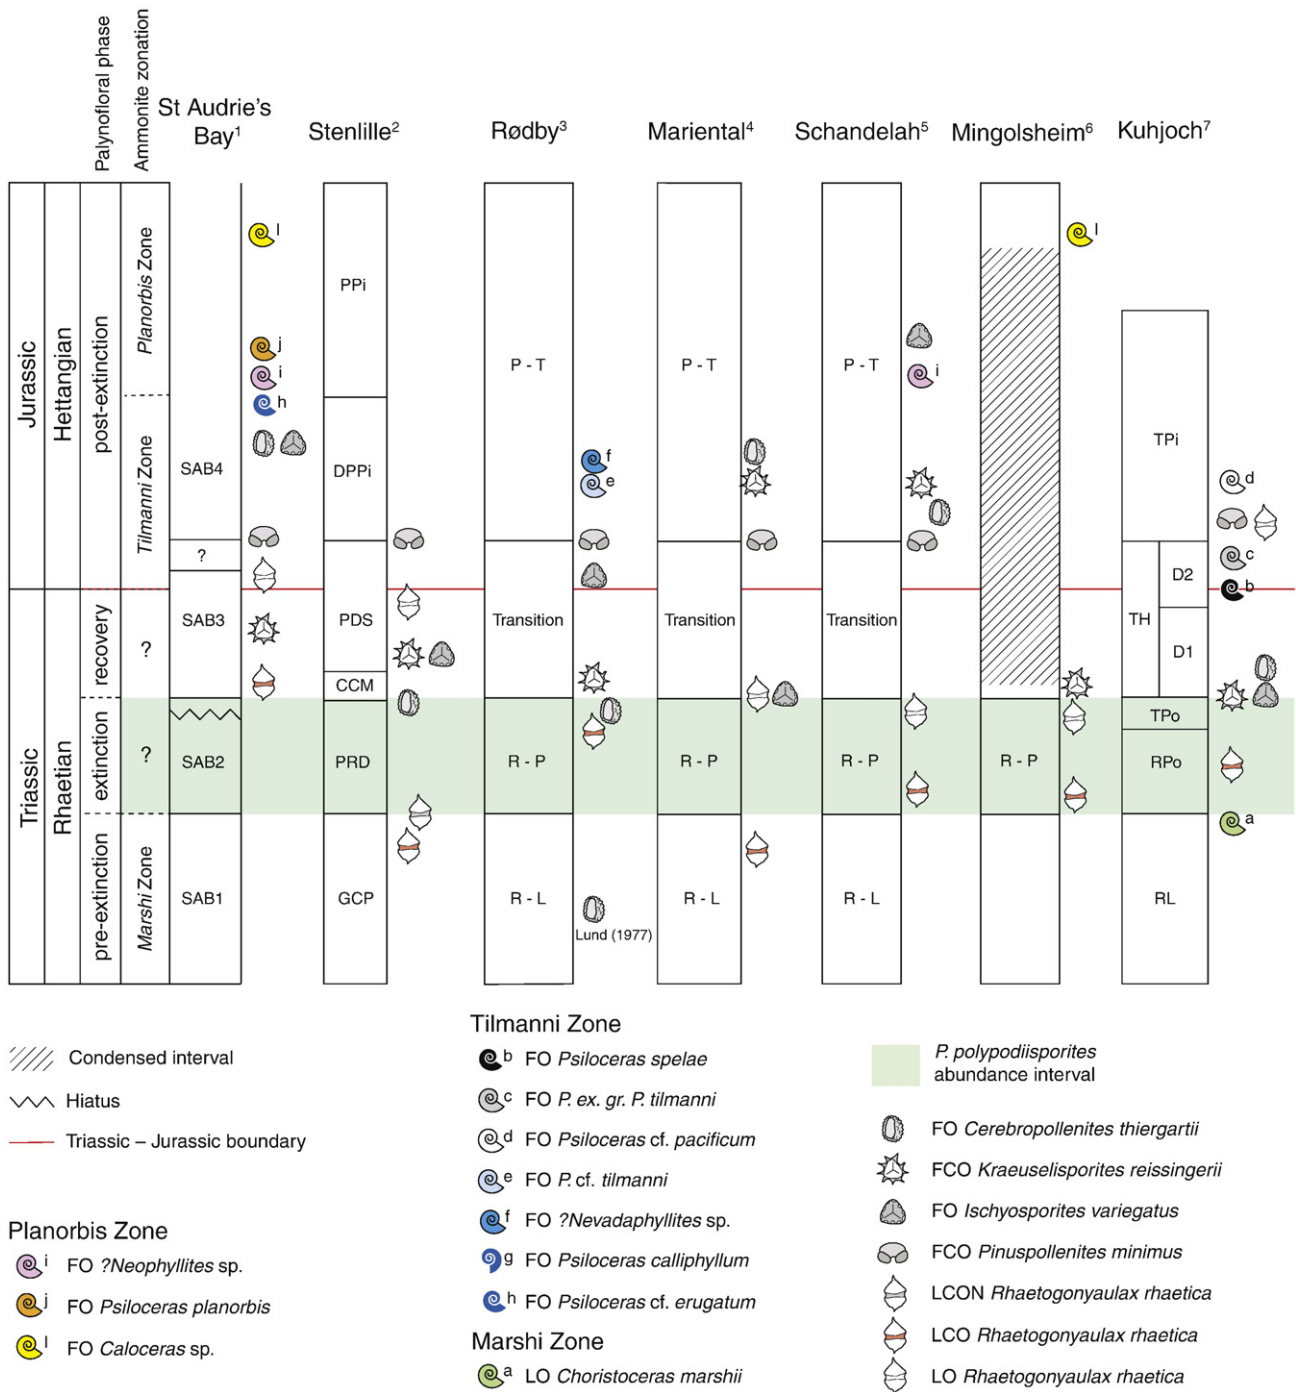 Palynofloral phase
Ammonite zonation
St Audrie's
Bay1
Stenlille2
Rødby3
Mariental4
Schandelah5
Mingolsheim6
Kuhjoch7
Jurassic
Triassic
Hettangian
Rhaetian
post-extinction
recovery
extinction
pre-extinction
Planorbis Zone
Tilmanni Zone
?
?
Marshi Zone
SAB4
?
SAB3
SAB2
SAB1
l
j
i
h
PPi
DPPi
PDS
CCM
PRD
GCP
P - T
Transition
R - P
R - L
f
e
Lund (1977)
P - T
Transition
R - P
R - L
P - T
Transition
R - P
R - L
i
R - P
l
TPi
TH
D2
D1
TPo
RPo
RL
d
c
b
a
Condensed interval
Hiatus
Triassic – Jurassic boundary
Planorbis Zone
i FO ?Neophyllites sp.
j FO Psiloceras planorbis
l FO Caloceras sp.
Tilmanni Zone
b FO Psiloceras spelae
c FO P. ex. gr. P. tilmanni
d FO Psiloceras cf. pacificum
e FO P. cf. tilmanni
f FO ?Nevadaphyllites sp.
g FO Psiloceras calliphyllum
h FO Psiloceras cf. erugatum
Marshi Zone
a LO Choristoceras marshii
P. polypodiisporites
abundance interval
FO Cerebropollenites thiergartii
FCO Kraeuselisporites reissingerii
FO Ischyosporites variegatus
FCO Pinuspollenites minimus
LCON Rhaetogonyaulax rhaetica
LCO Rhaetogonyaulax rhaetica
LO Rhaetogonyaulax rhaetica